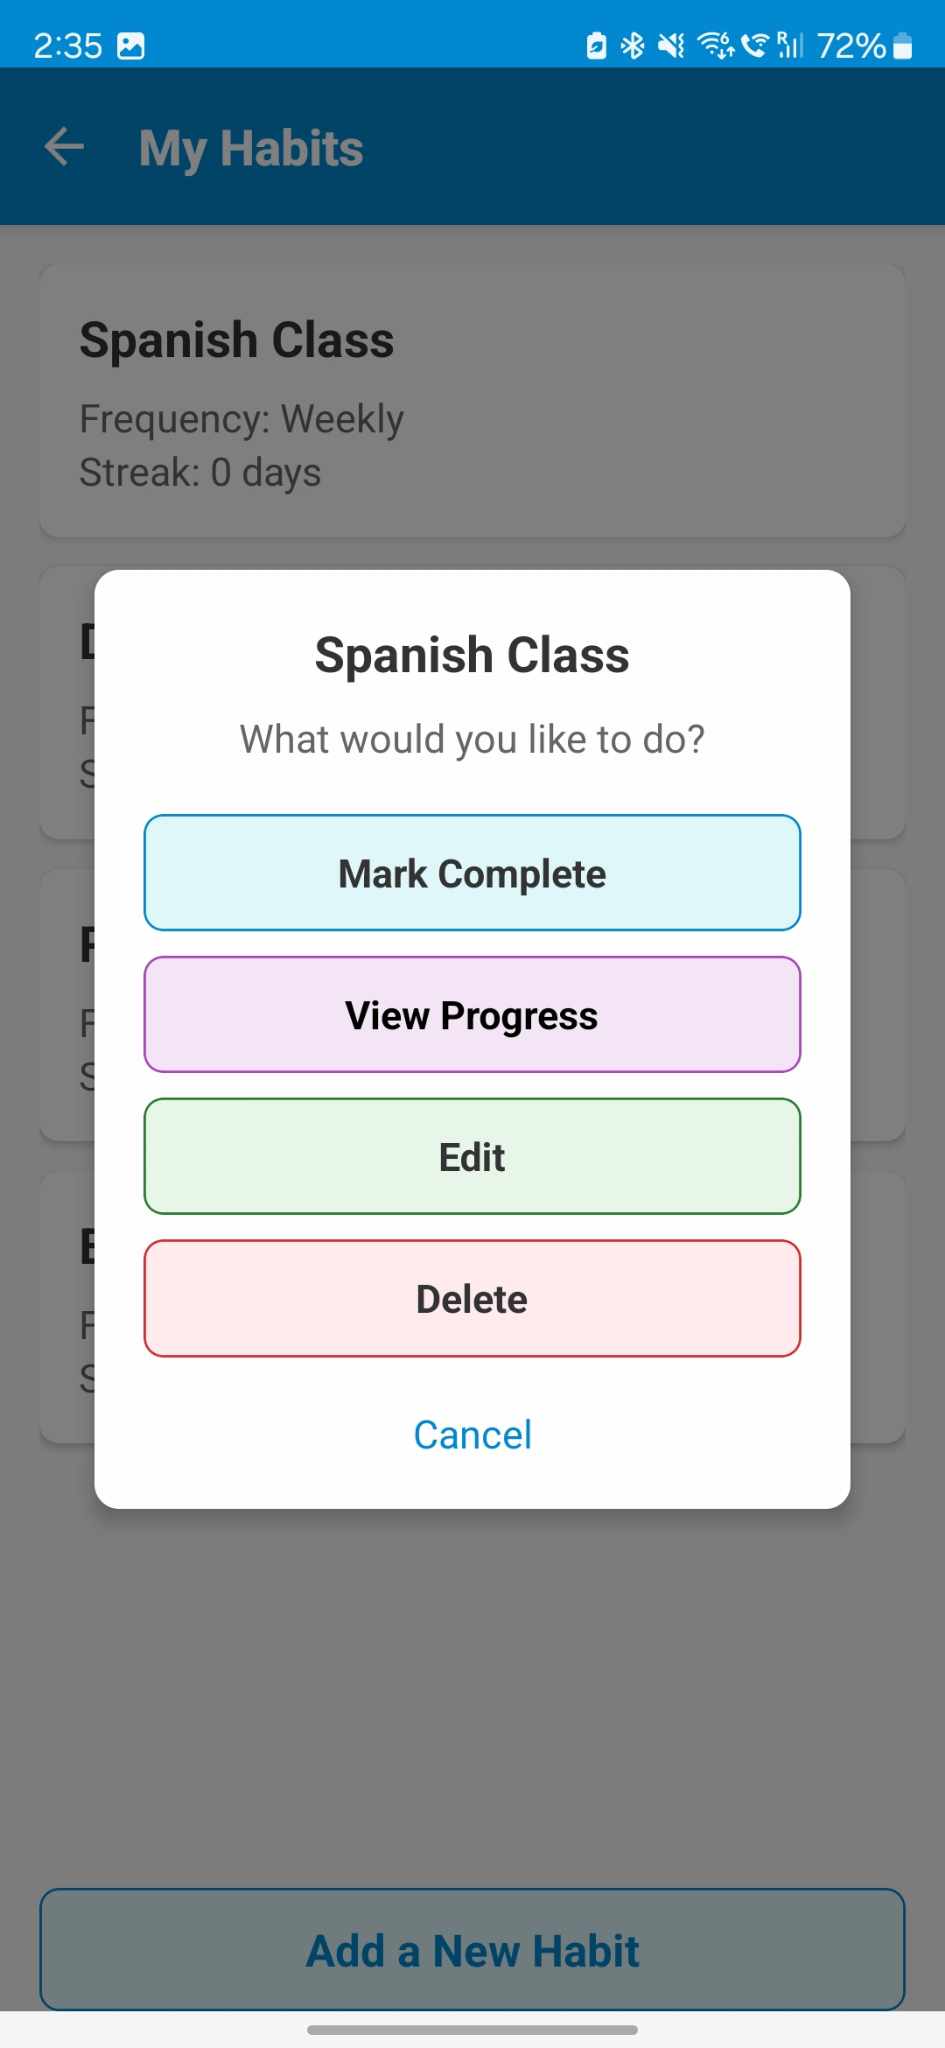 2:35
72%
My Habits
Spanish Class
Frequency: Weekly
Streak: 0 days
Spanish Class
What would you like to do?
Mark Complete
View Progress
Edit
Delete
Cancel
Add a New Habit